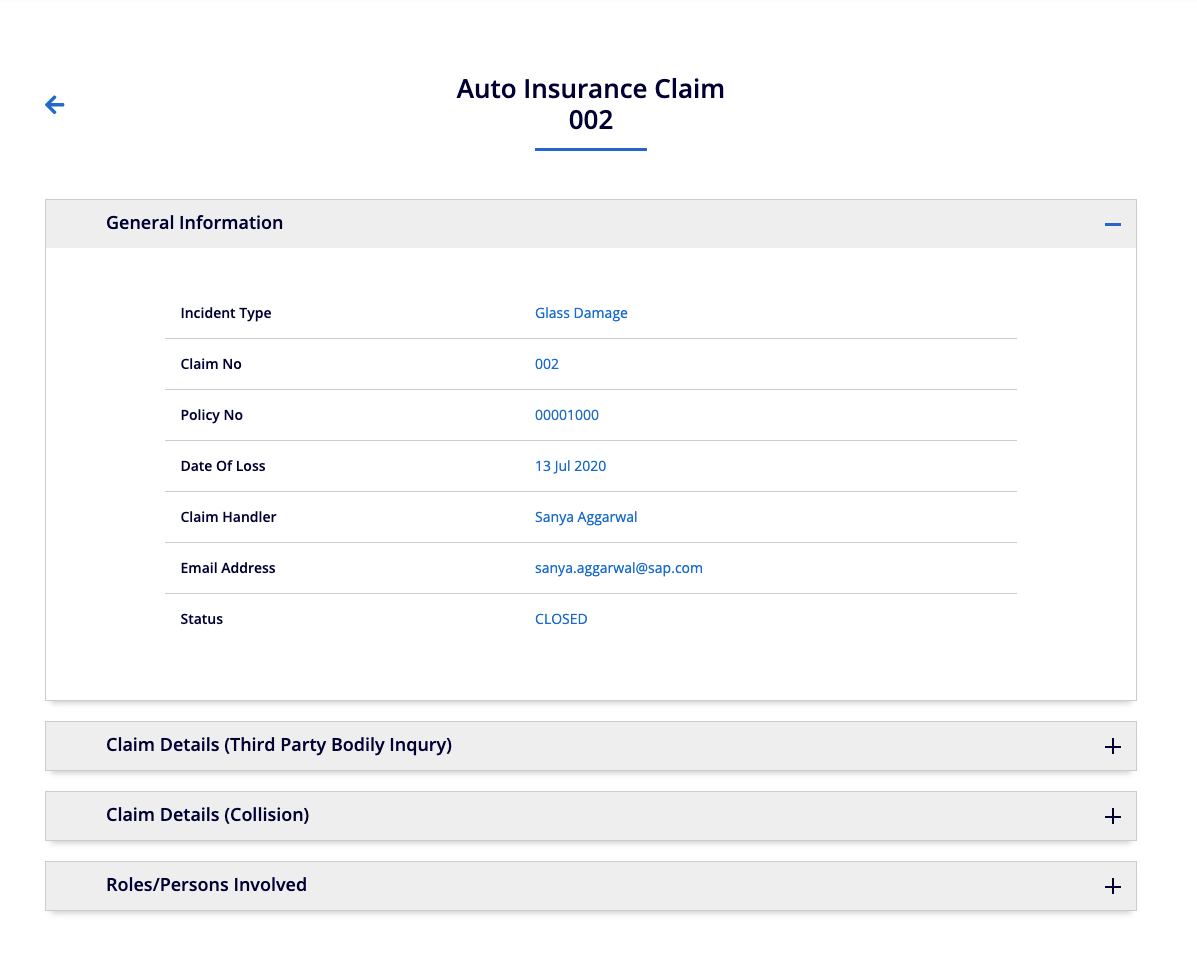 Auto Insurance Claim
002
General Information
Incident Type Glass Damage
Claim No 002
Policy No 00001000
Date Of Loss 13 Jul 2020
Claim Handler Sanya Aggarwal
Email Address sanya.aggarwal@sap.com
Status CLOSED
Claim Details (Third Party Bodily Inqury)
Claim Details (Collision)
Roles/Persons Involved